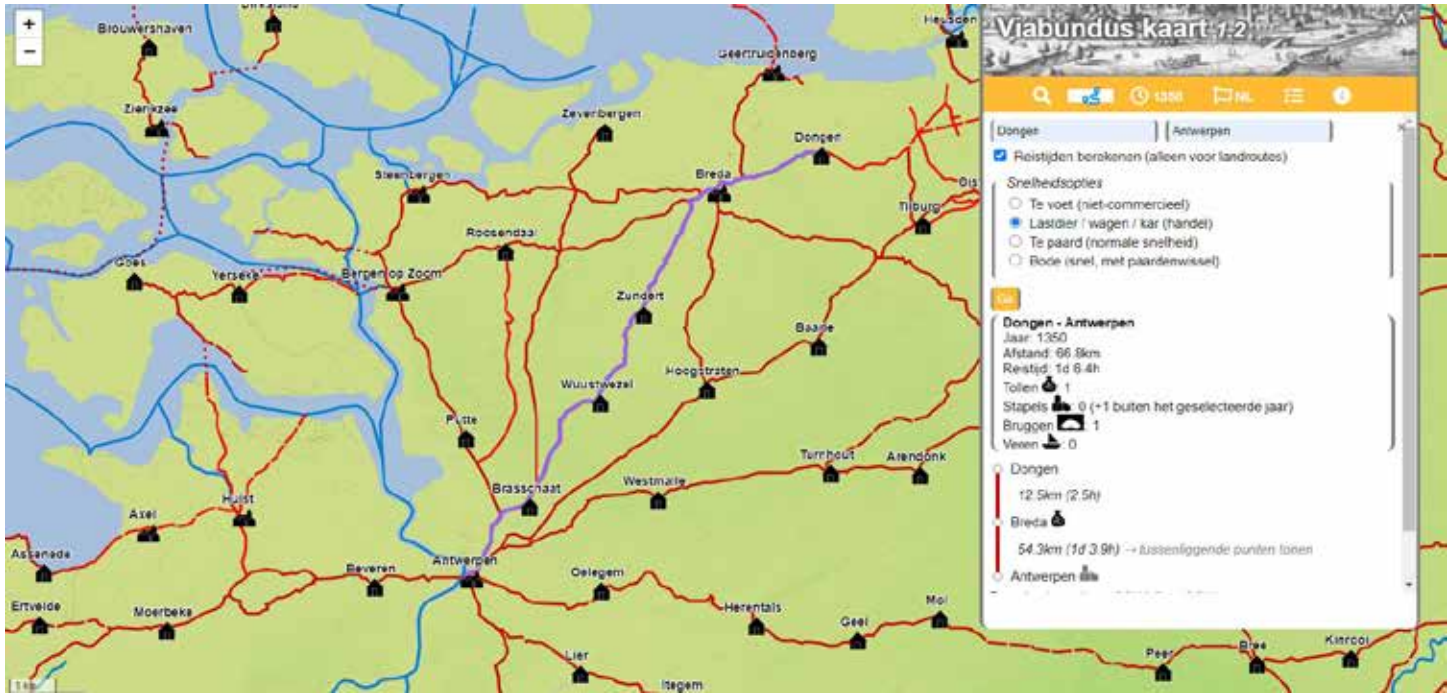 +
−
Brouwershaven
Dirksland
Heusden
Geertruidenberg
Zierikzee
Zevenbergen
Dongen
Steenbergen
Breda
Tilburg
Roosendaal
Goes
Yerseke
Bergen op Zoom
Zundert
Baarle
Hoogstraten
Wuustwezel
Putte
Turnhout
Arendonk
Brasschaat
Westmalle
Hulst
Axel
Assenede
Antwerpen
Beveren
Oelegem
Ertvelde
Moerbeke
Herentals
Geel
Mol
Lier
Itegem
Peer
Bree
Kinrooi
5 km
Viabundus kaart 1.2
1350
NL
Dongen
Antwerpen
Reistijden berekenen (alleen voor landroutes)
Snelheidsopties
Te voet (niet-commercieel)
Lastdier / wagen / kar (handel)
Te paard (normale snelheid)
Bode (snel, met paardenwissel)
Ga
Dongen - Antwerpen
Jaar: 1350
Afstand: 66.8km
Reistijd: 1d 6.4h
Tollen : 1
Stapels : 0 (+1 buiten het geselecteerde jaar)
Bruggen : 1
Veren : 0
Dongen
12.5km (2.5h)
Breda
54.3km (1d 3.9h) → tussenliggende punten tonen
Antwerpen